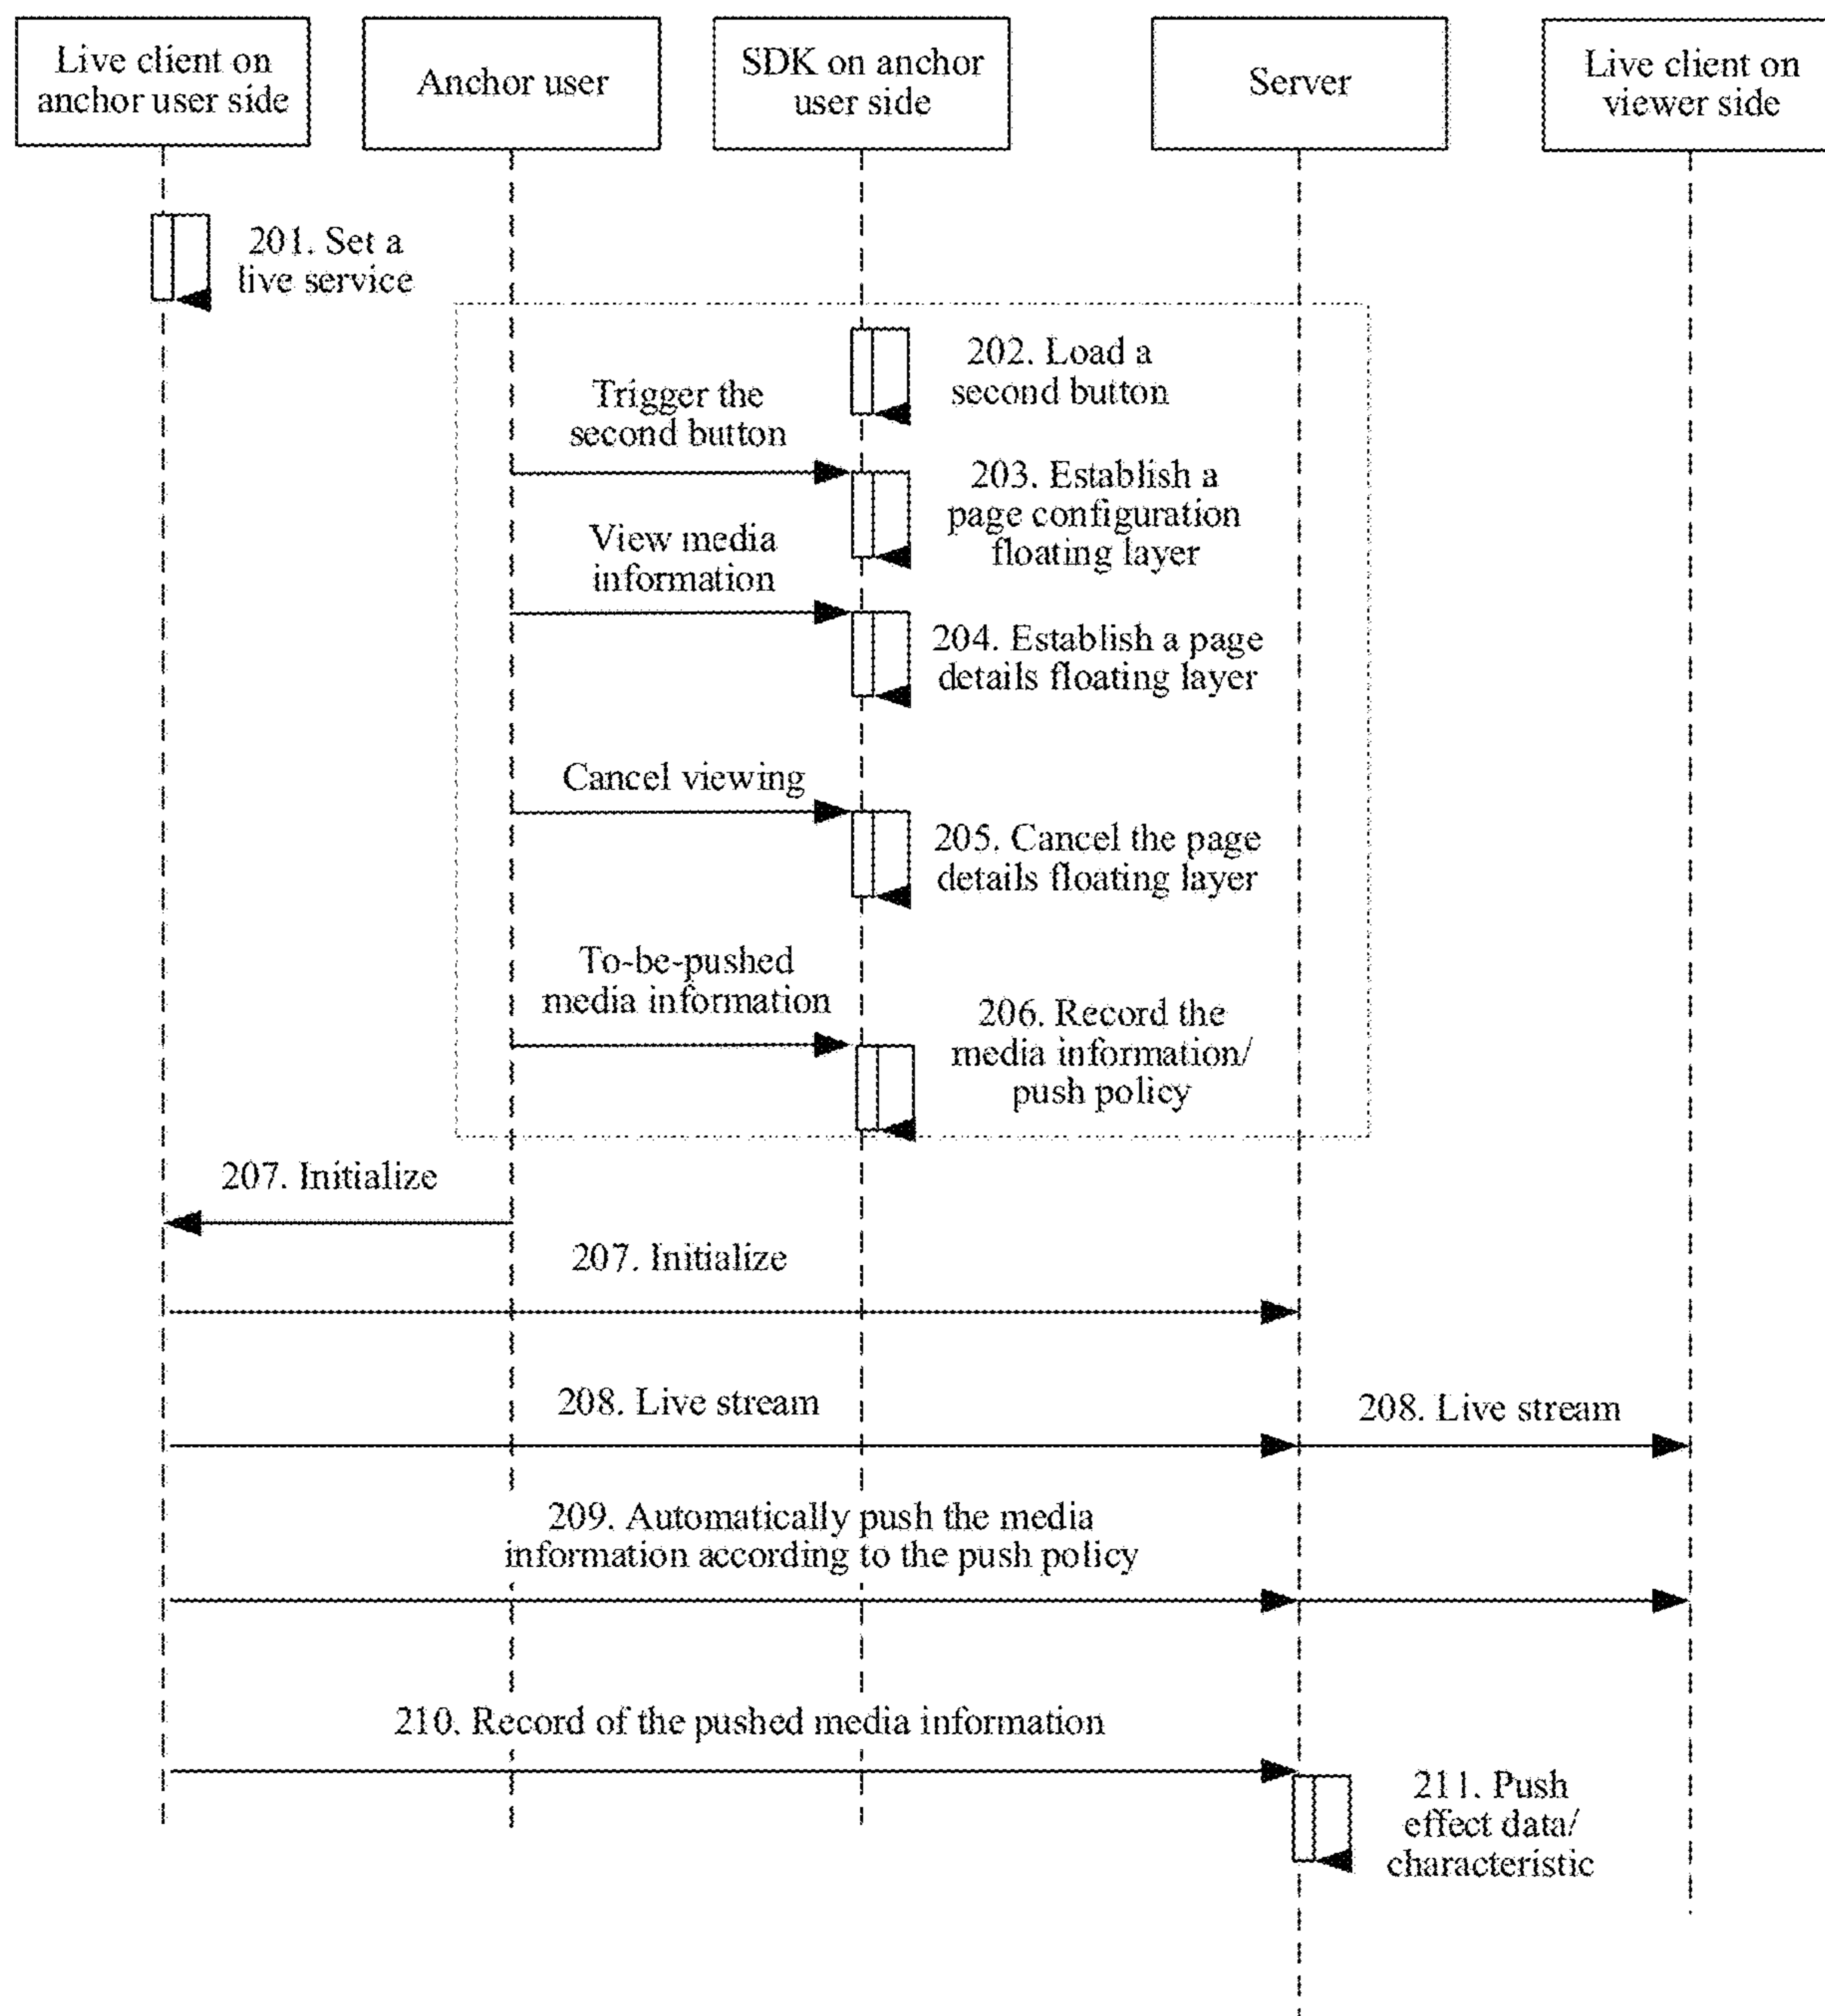 Live client on
anchor user side
Anchor user
SDK on anchor
user side
Server
Live client on
viewer side
201. Set a
live service
202. Load a
second button
Trigger the
second button
203. Establish a
page configuration
floating layer
View media
information
204. Establish a page
details floating layer
Cancel viewing
205. Cancel the page
details floating layer
To-be-pushed
media information
206. Record the
media information/
push policy
207. Initialize
207. Initialize
208. Live stream
208. Live stream
209. Automatically push the media
information according to the push policy
210. Record of the pushed media information
211. Push
effect data/
characteristic